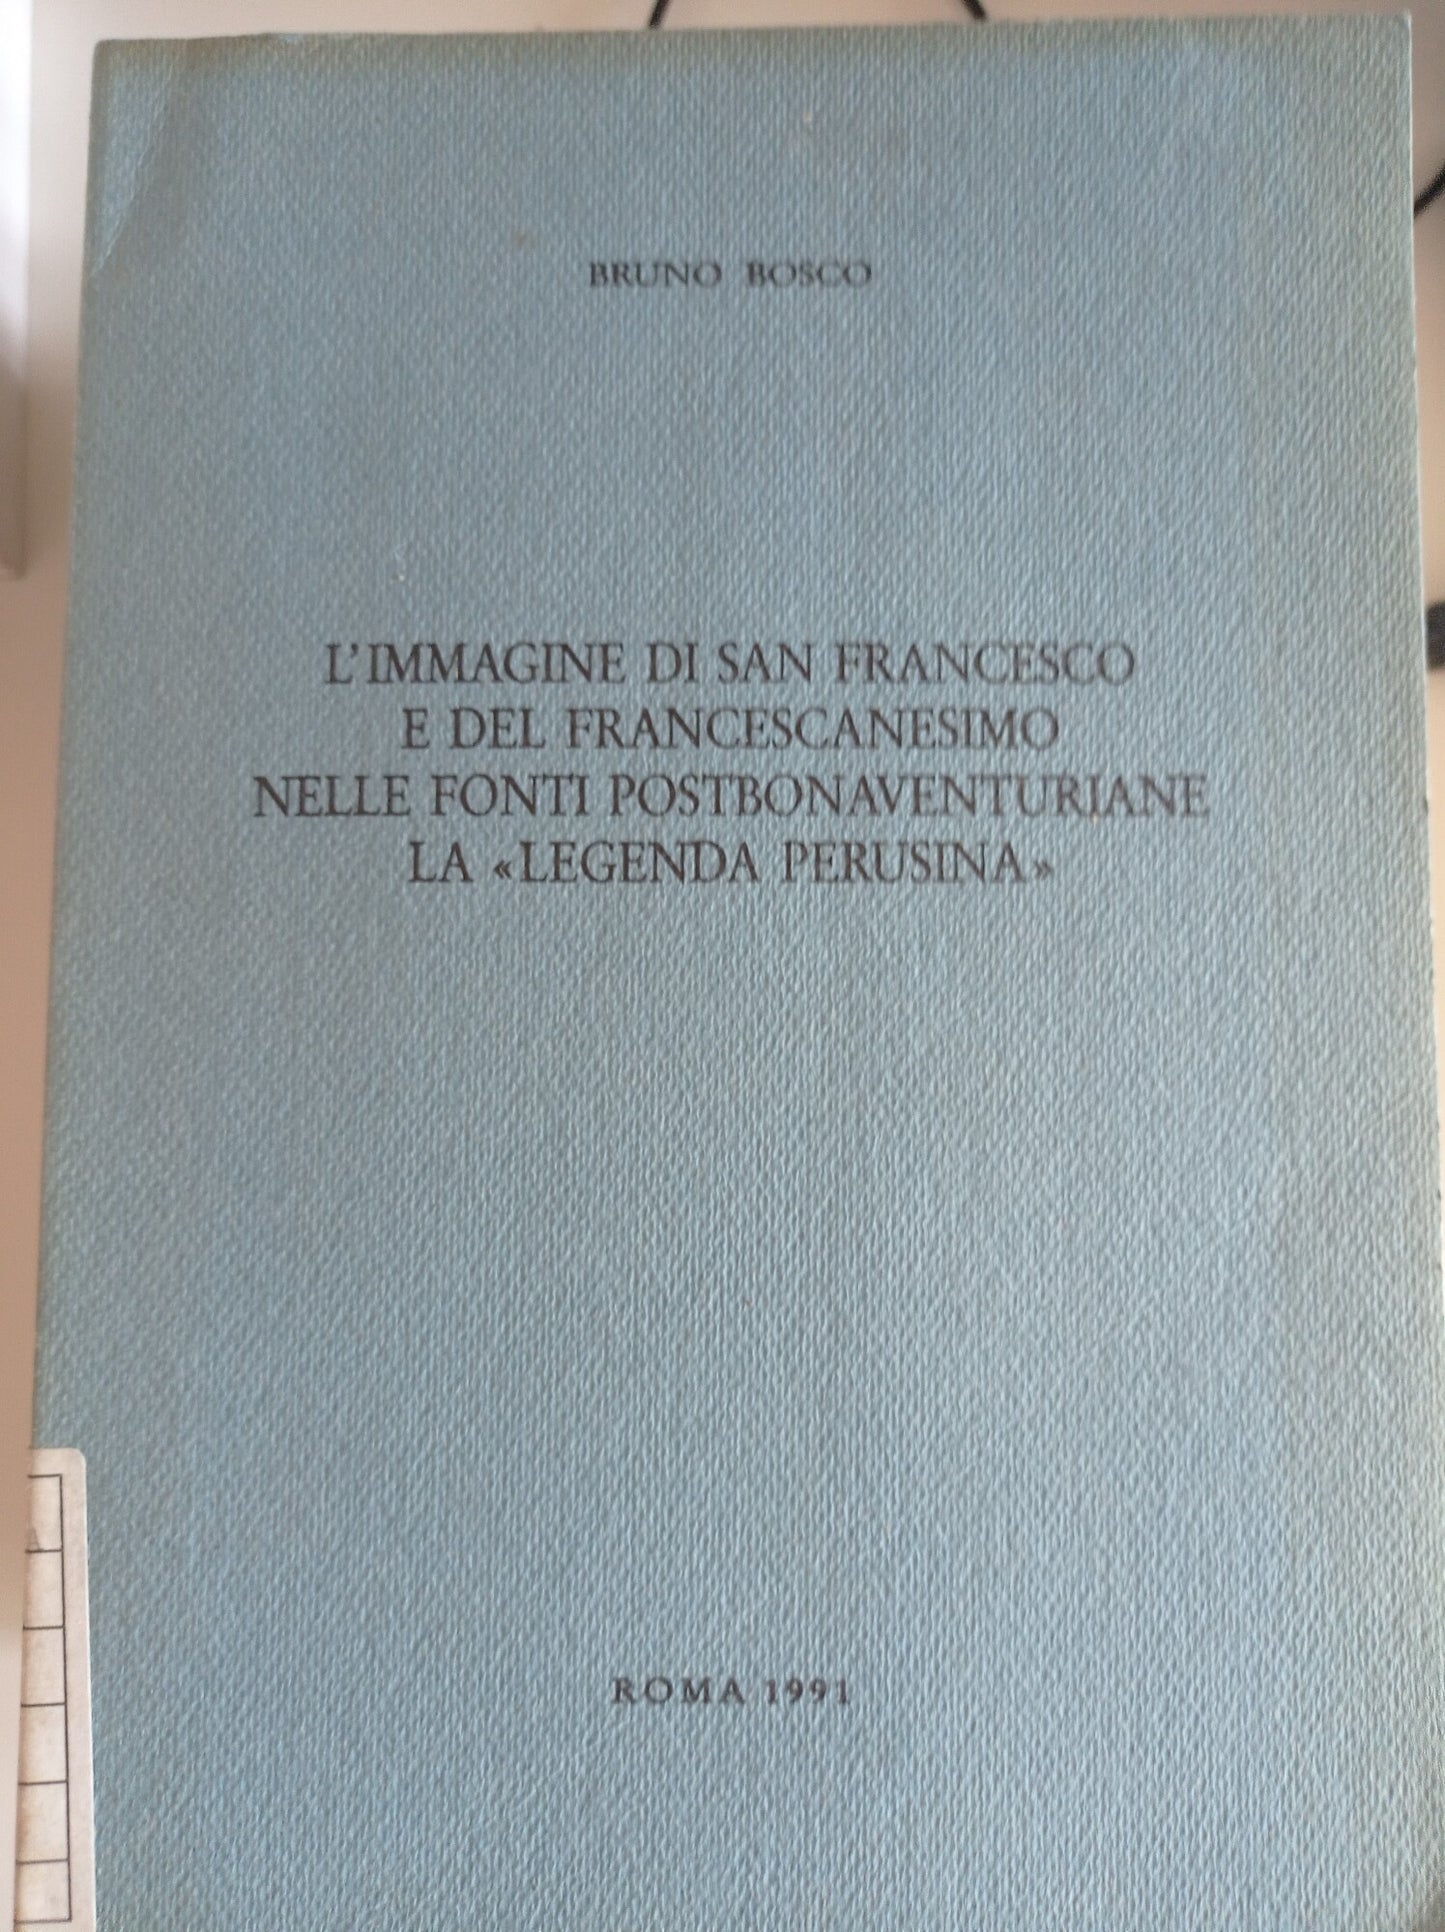 BRUNO BOSCO
L'IMMAGINE DI SAN FRANCESCO
E DEL FRANCESCANESIMO
NELLE FONTI POSTBONAVENTURIANE
LA «LEGENDA PERUSINA»
ROMA 1991